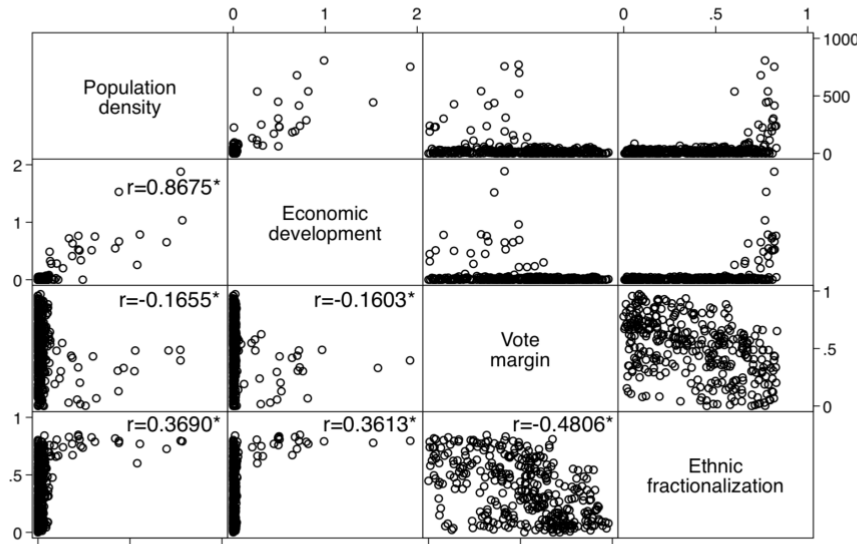 0 1 2 0 .5 1
Population
density
1000
500
0
2
1
0
r=0.8675*
Economic
development
r=-0.1655*
r=-0.1603*
Vote
margin
1
.5
0
1
.5
0
r=0.3690*
r=0.3613*
r=-0.4806*
Ethnic
fractionalization